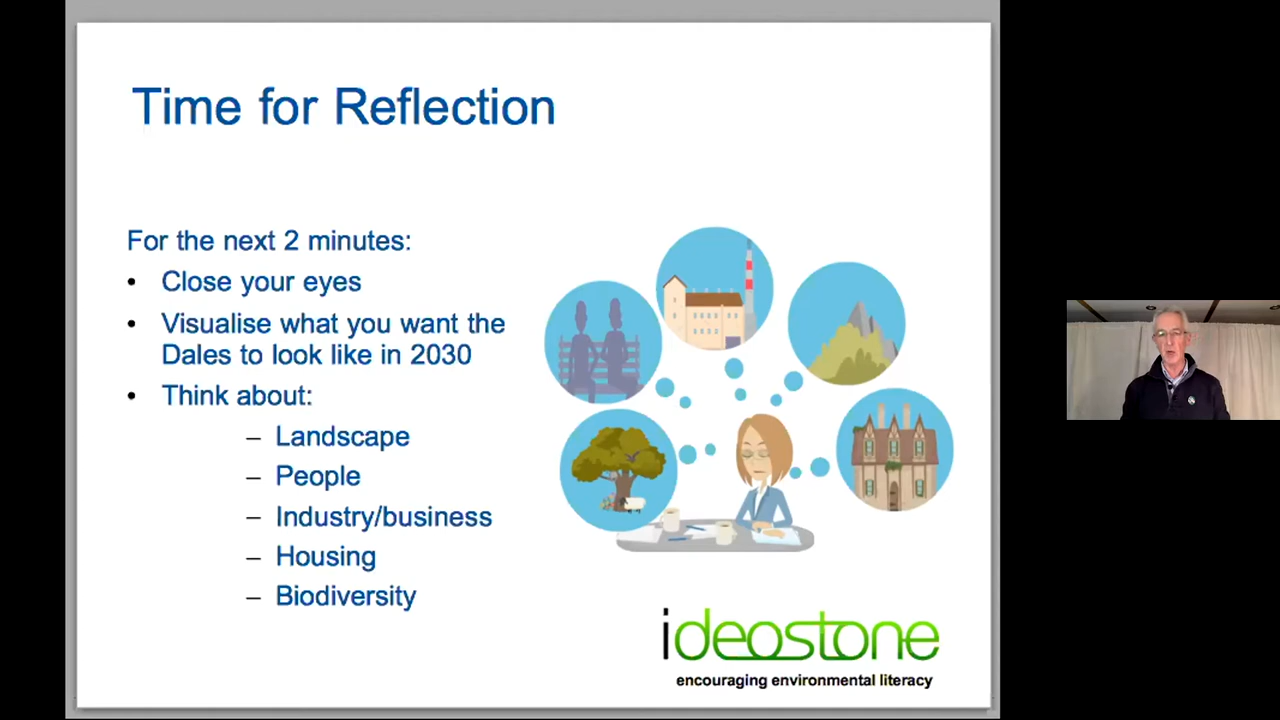 Time for Reflection
For the next 2 minutes:
• Close your eyes
• Visualise what you want the
Dales to look like in 2030
• Think about:
– Landscape
– People
– Industry/business
– Housing
– Biodiversity
ideostone
encouraging environmental literacy